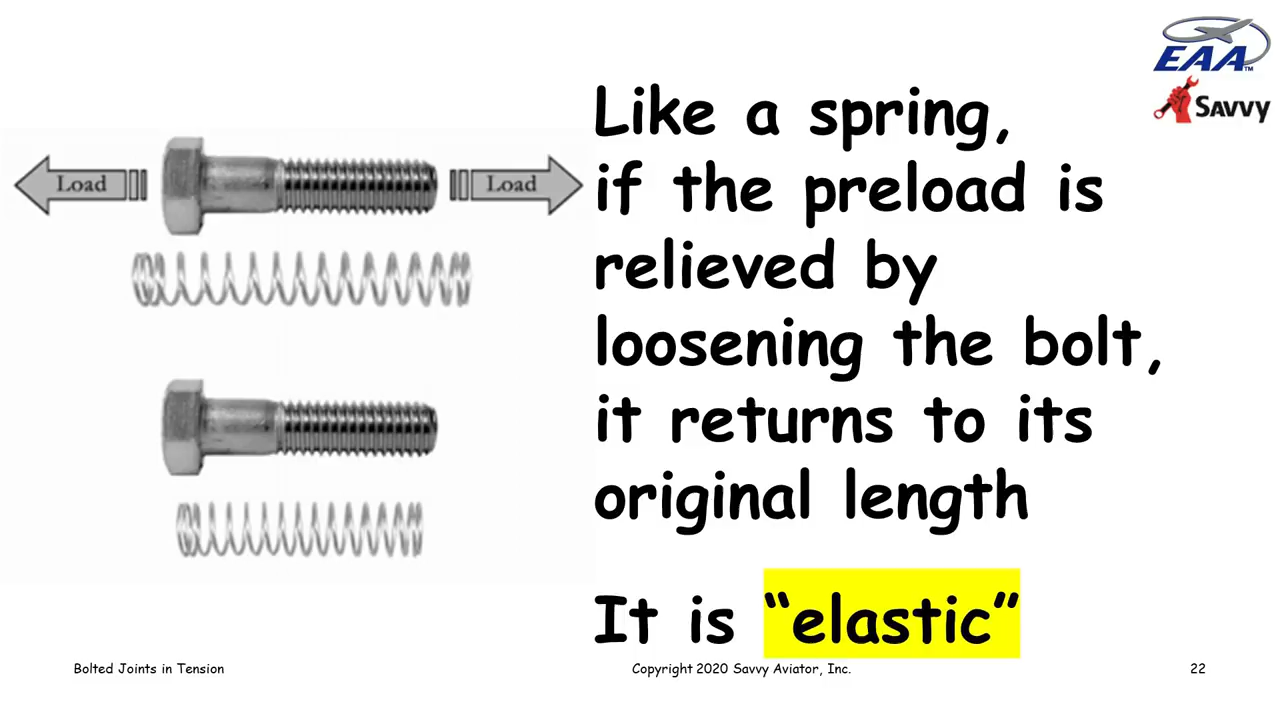 EAA™
Savvy
Load
Load
Like a spring,
if the preload is
relieved by
loosening the bolt,
it returns to its
original length
It is “elastic”
Bolted Joints in Tension
Copyright 2020 Savvy Aviator, Inc.
22